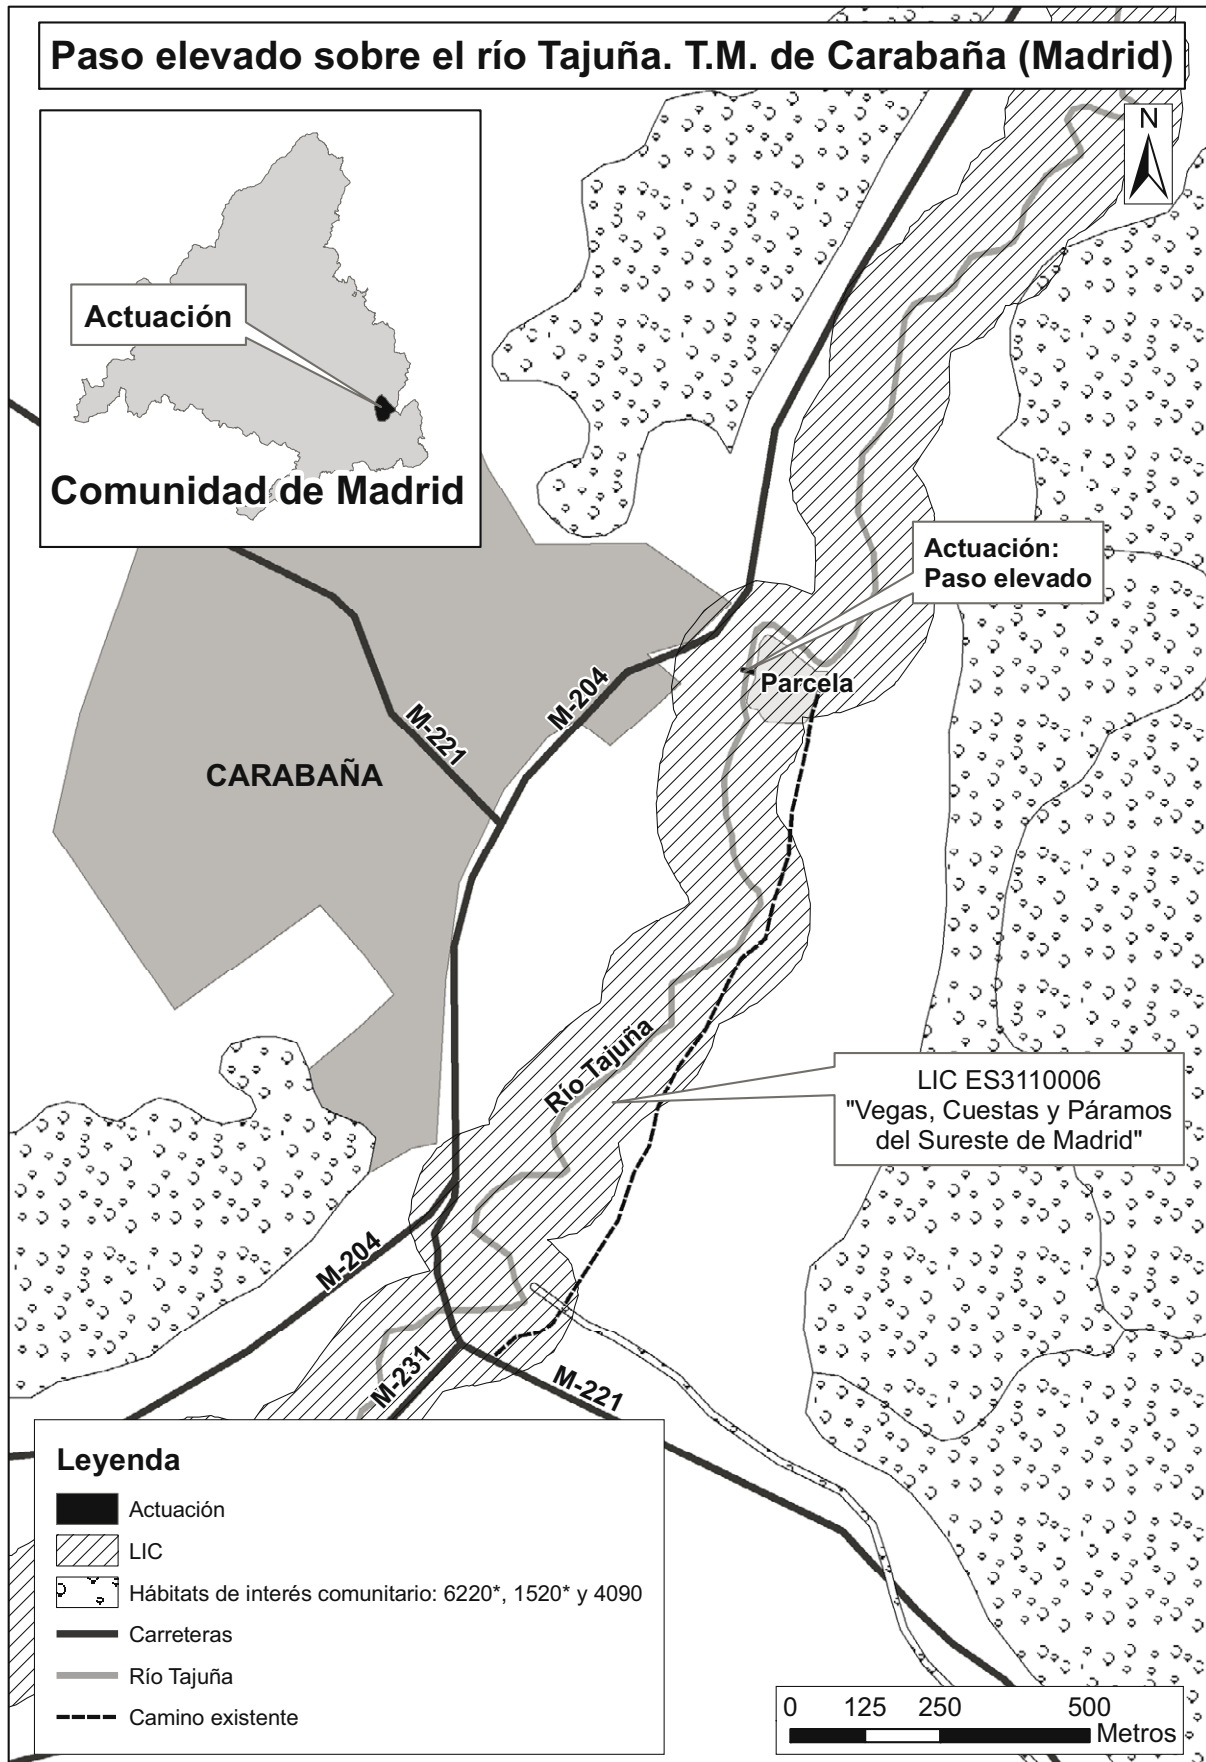 Paso elevado sobre el río Tajuña. T.M. de Carabaña (Madrid)
N
Actuación
Comunidad de Madrid
Actuación:
Paso elevado
Parcela
M-204
M-221
CARABAÑA
Río Tajuña
LIC ES3110006
"Vegas, Cuestas y Páramos
del Sureste de Madrid"
M-204
M-231
M-221
Leyenda
Actuación
LIC
Hábitats de interés comunitario: 6220*, 1520* y 4090
Carreteras
Río Tajuña
Camino existente
0 125 250 500
Metros